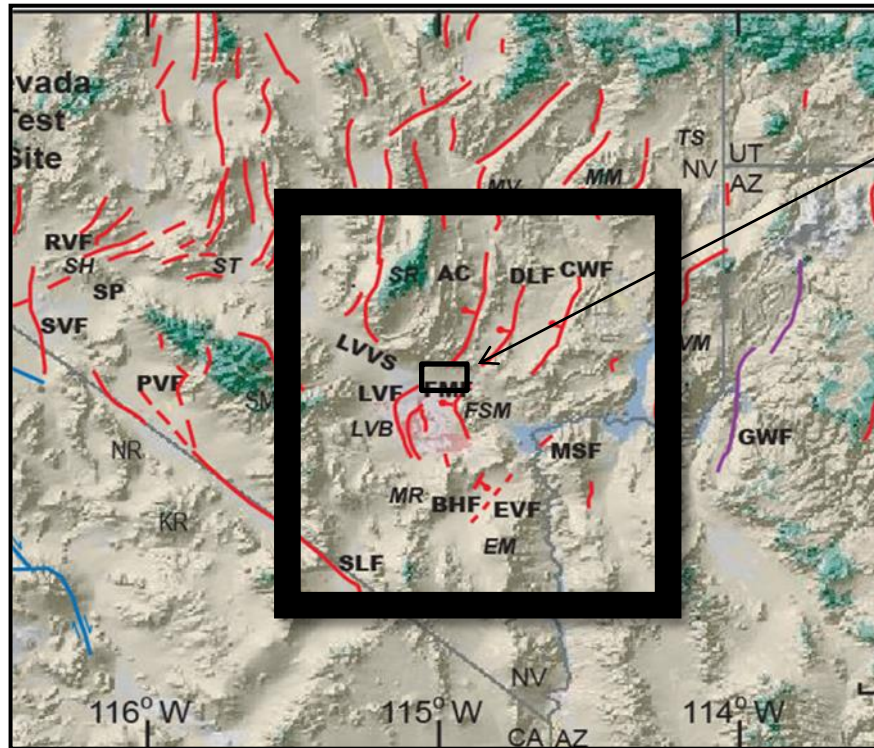 evada
Test
Site
TS
NV
UT
AZ
MV
MM
RVF
SH
ST
SP
SR
AC
DLF
CWF
SVF
LVVS
VM
PVF
LVF
FMF
SM
FSM
LVB
NR
MSF
GWF
MR
BHF
EVF
KR
EM
SLF
NV
116° W
115° W
114° W
CA
AZ